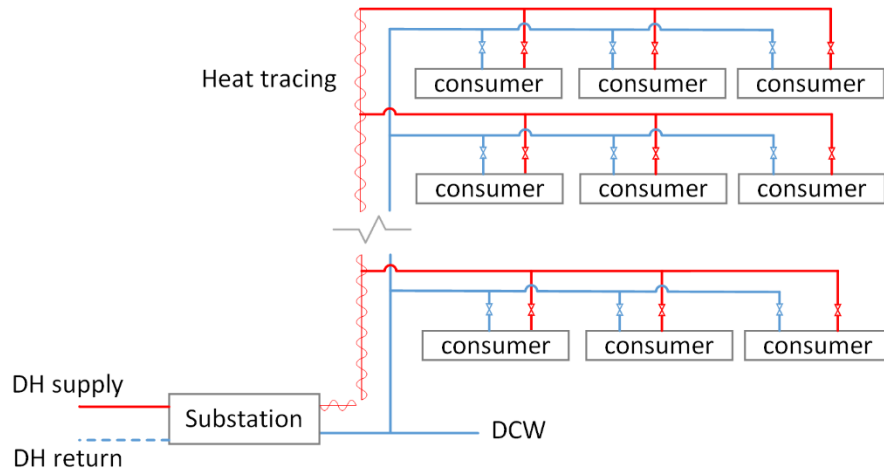 Heat tracing
consumer consumer consumer
consumer consumer consumer
consumer consumer consumer
DH supply
Substation
DCW
DH return